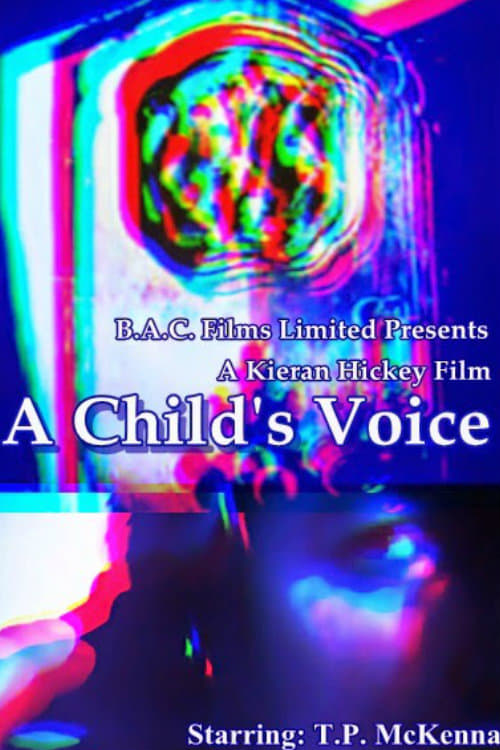 B.A.C. Films Limited Presents
A Kieran Hickey Film
A Child's Voice
Starring: T.P. McKenna